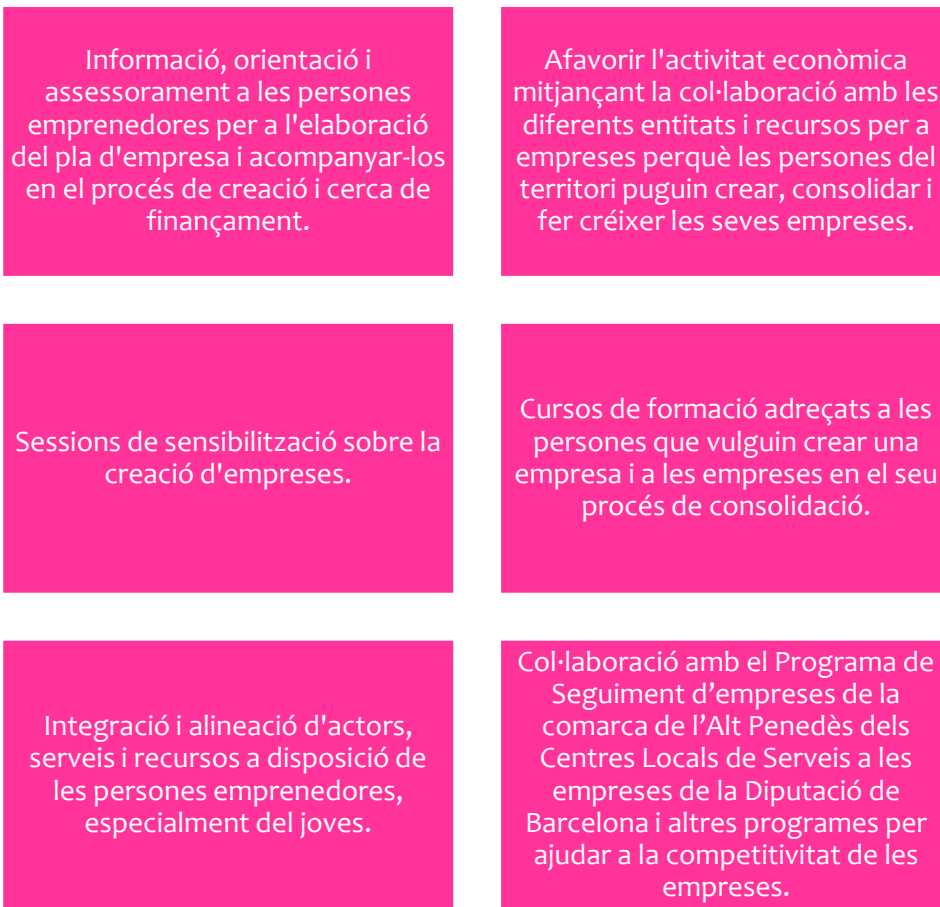 Informació, orientació i
assessorament a les persones
emprenedores per a l'elaboració
del pla d'empresa i acompanyar-los
en el procés de creació i cerca de
finançament.
Afavorir l'activitat econòmica
mitjançant la col·laboració amb les
diferents entitats i recursos per a
empreses perquè les persones del
territori puguin crear, consolidar i
fer créixer les seves empreses.
Sessions de sensibilització sobre la
creació d'empreses.
Cursos de formació adreçats a les
persones que vulguin crear una
empresa i a les empreses en el seu
procés de consolidació.
Integració i alineació d'actors,
serveis i recursos a disposició de
les persones emprenedores,
especialment del joves.
Col·laboració amb el Programa de
Seguiment d’empreses de la
comarca de l’Alt Penedès dels
Centres Locals de Serveis a les
empreses de la Diputació de
Barcelona i altres programes per
ajudar a la competitivitat de les
empreses.